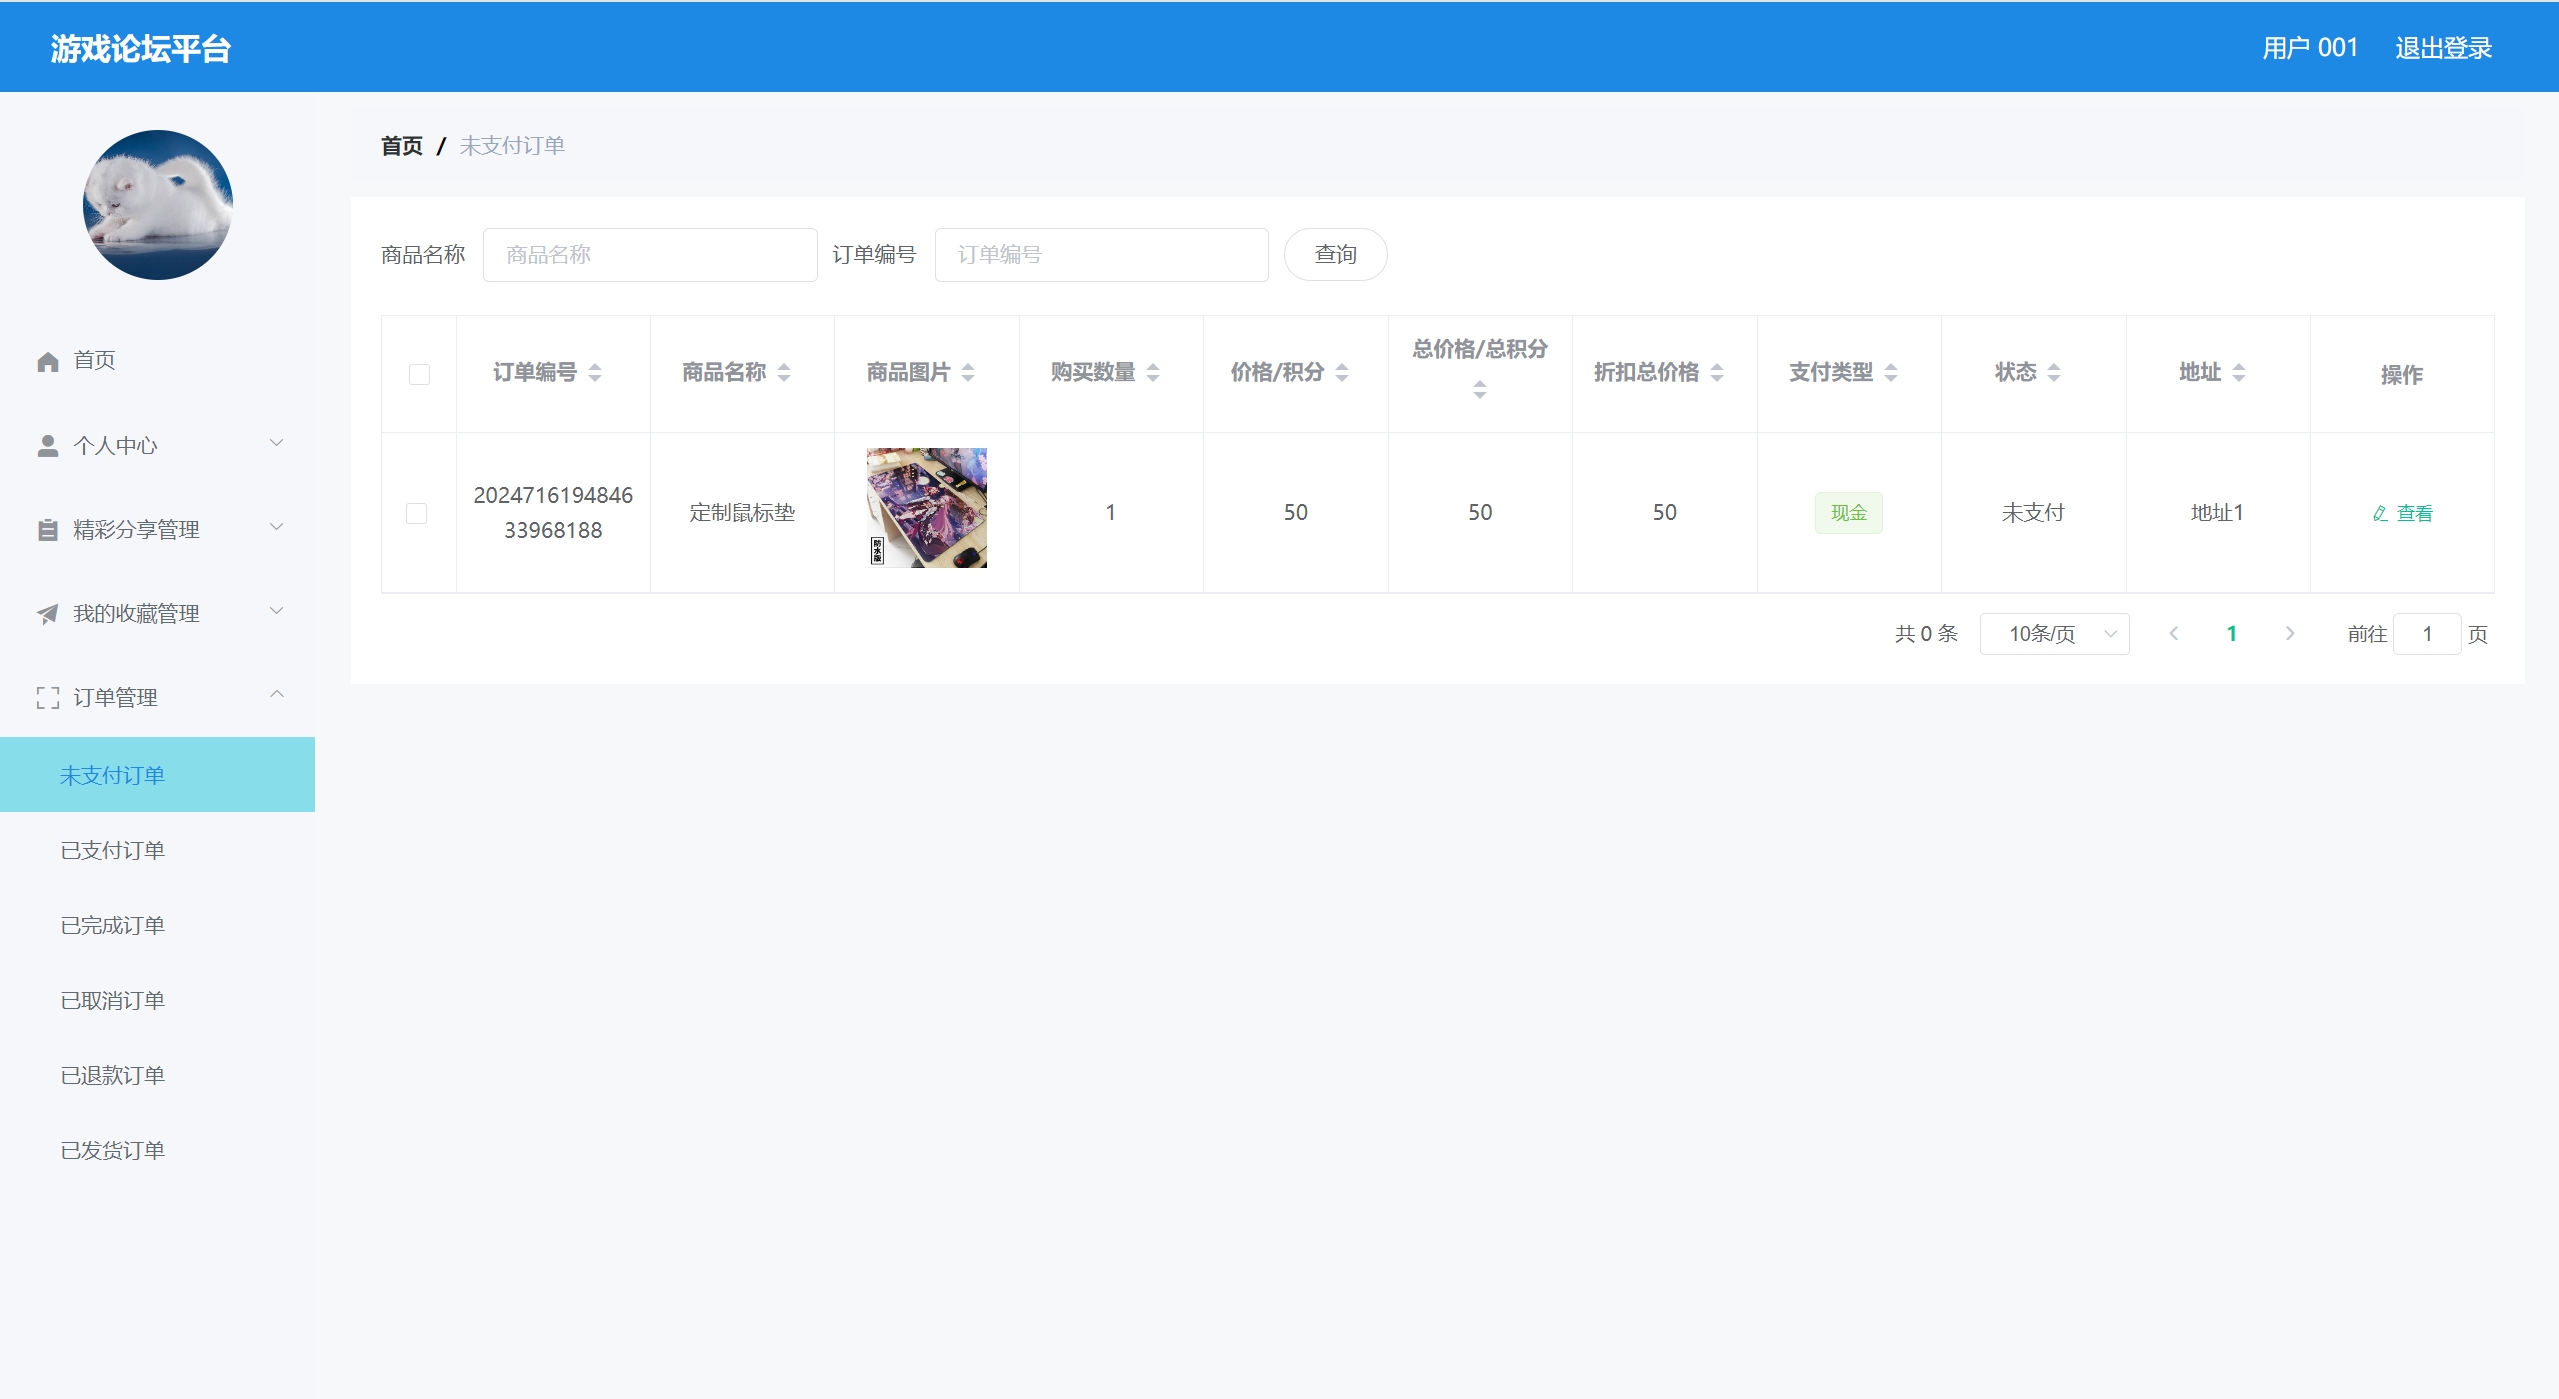 游戏论坛平台
用户 001
退出登录
首页 / 未支付订单
首页
个人中心
精彩分享管理
我的收藏管理
订单管理
未支付订单
已支付订单
已完成订单
已取消订单
已退款订单
已发货订单
商品名称 商品名称 订单编号 订单编号 查询
订单编号 商品名称 商品图片 购买数量 价格/积分 总价格/总积分 折扣总价格 支付类型 状态 地址 操作
2024716194846
33968188
定制鼠标垫
防水版
1 50 50 50 现金 未支付 地址1 查看
共 0 条 10条/页 1 前往 1 页